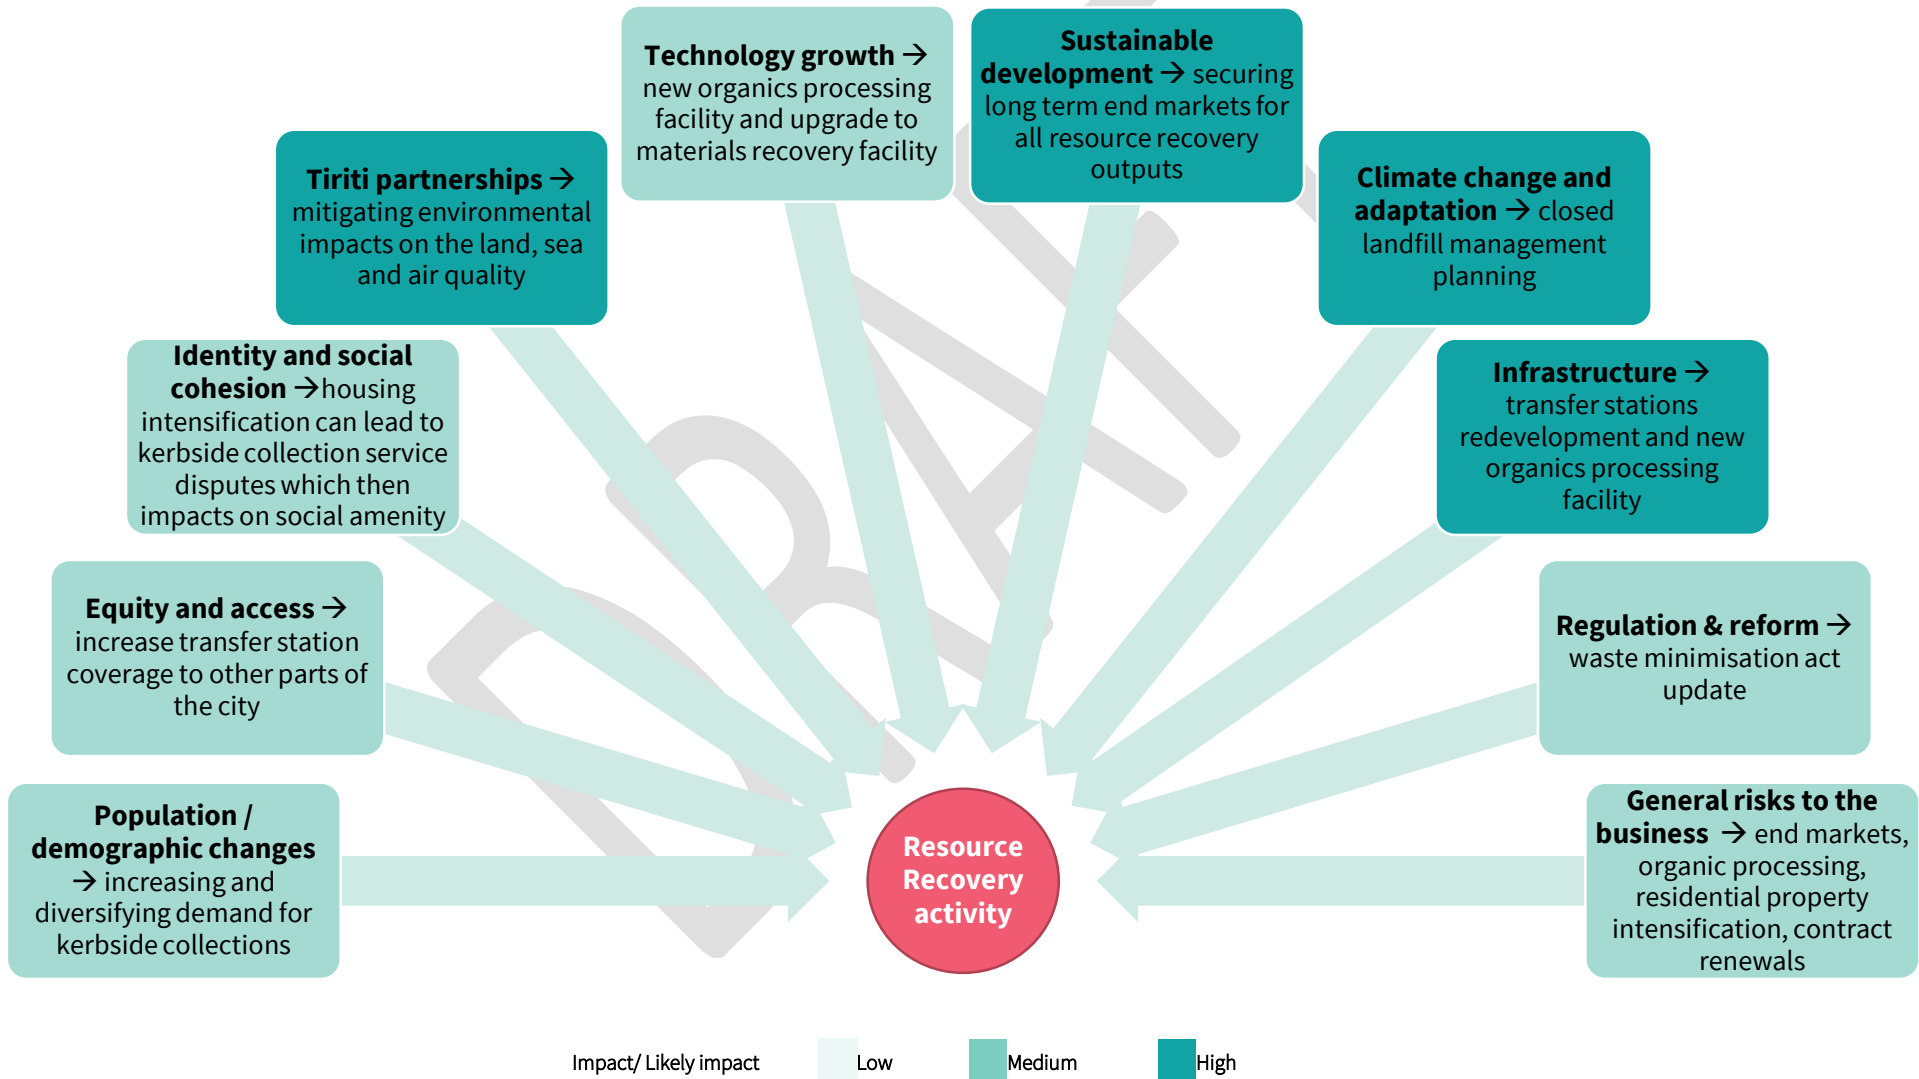 Technology growth →
new organics processing
facility and upgrade to
materials recovery facility
Sustainable
development → securing
long term end markets for
all resource recovery
outputs
Tiriti partnerships →
mitigating environmental
impacts on the land, sea
and air quality
Climate change and
adaptation → closed
landfill management
planning
Identity and social
cohesion →housing
intensification can lead to
kerbside collection service
disputes which then
impacts on social amenity
Infrastructure →
transfer stations
redevelopment and new
organics processing
facility
Equity and access →
increase transfer station
coverage to other parts of
the city
Regulation & reform →
waste minimisation act
update
Population /
demographic changes
→ increasing and
diversifying demand for
kerbside collections
General risks to the
business → end markets,
organic processing,
residential property
intensification, contract
renewals
Resource
Recovery
activity
DRAFT
Impact/ Likely impact Low Medium High